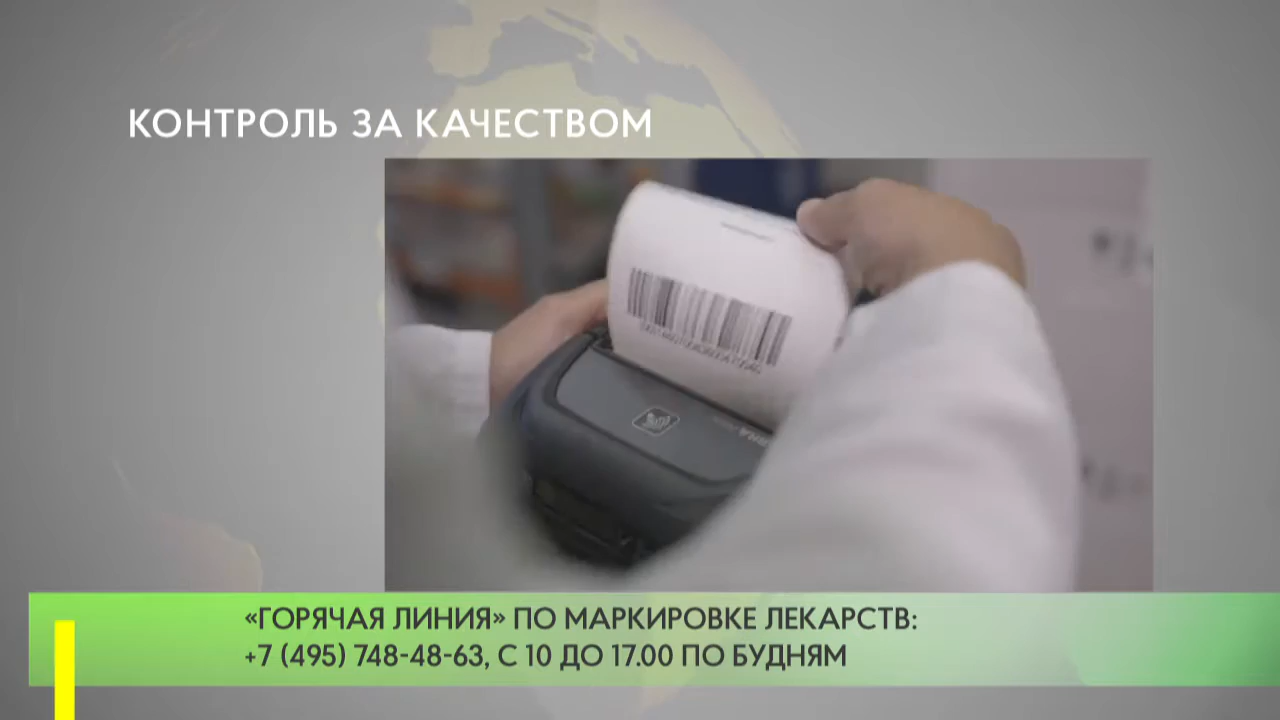 КОНТРОЛЬ ЗА КАЧЕСТВОМ
«ГОРЯЧАЯ ЛИНИЯ» ПО МАРКИРОВКЕ ЛЕКАРСТВ:
+7 (495) 748-48-63, С 10 ДО 17.00 ПО БУДНЯМ